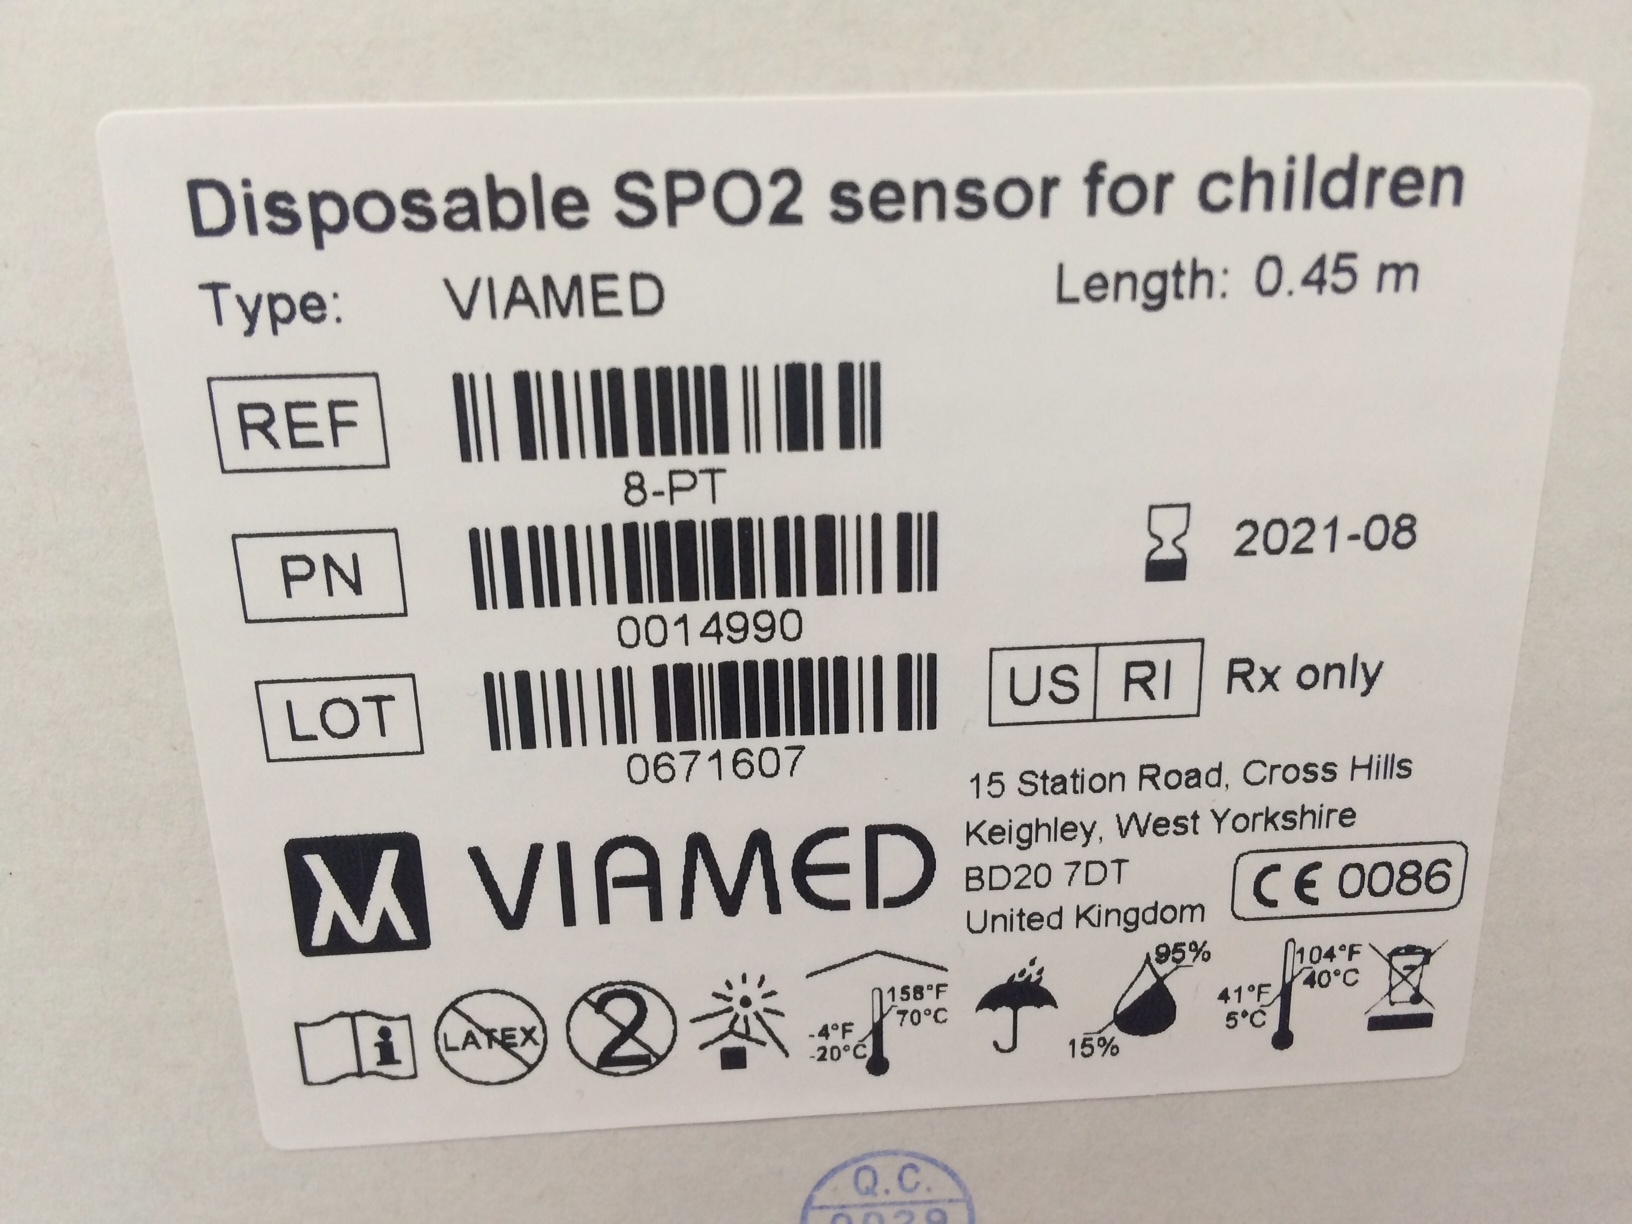 Disposable SPO2 sensor for children
Type: VIAMED Length: 0.45 m
REF
8-PT
PN
0014990
2021-08
LOT
0671607
US RI Rx only
VIAMED
15 Station Road, Cross Hills
Keighley, West Yorkshire
BD20 7DT
United Kingdom
CE 0086
i
LATEX
2
-4°F
-20°C
158°F
70°C
15%
95%
41°F
5°C
104°F
40°C
Q.C.
0029